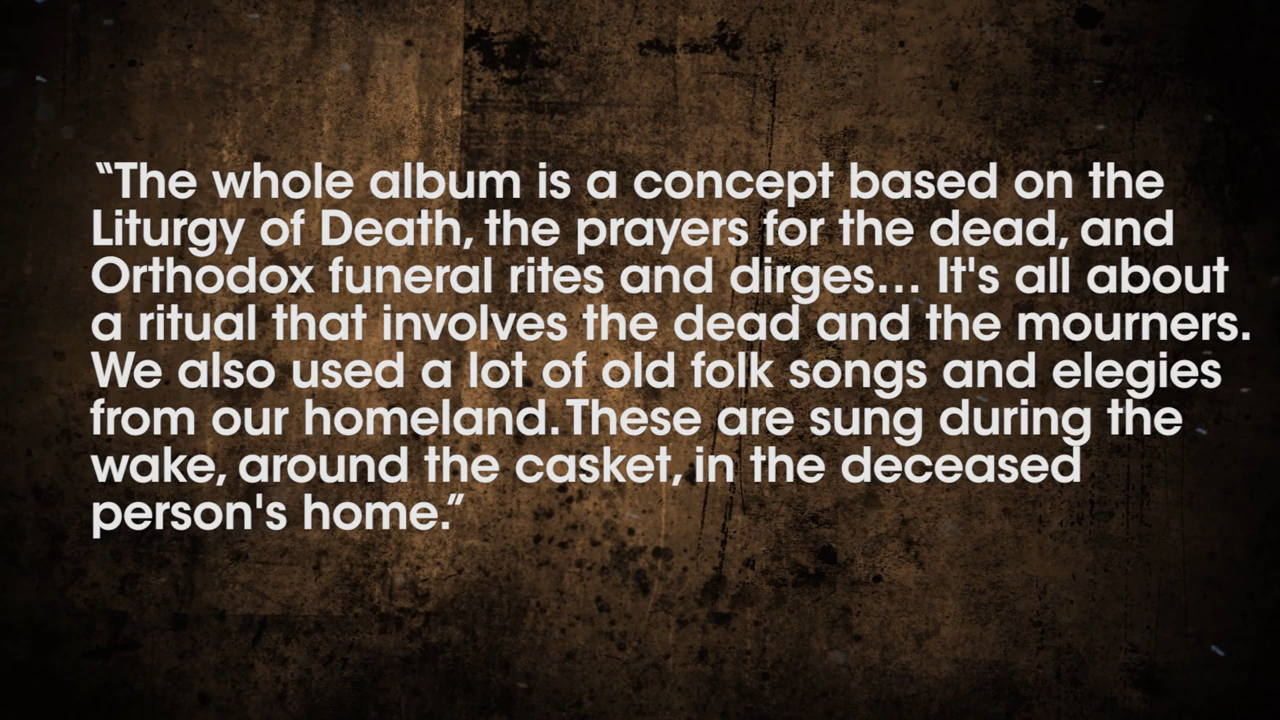 “The whole album is a concept based on the
Liturgy of Death, the prayers for the dead, and
Orthodox funeral rites and dirges... It's all about
a ritual that involves the dead and the mourners.
We also used a lot of old folk songs and elegies
from our homeland. These are sung during the
wake, around the casket, in the deceased
person's home.”